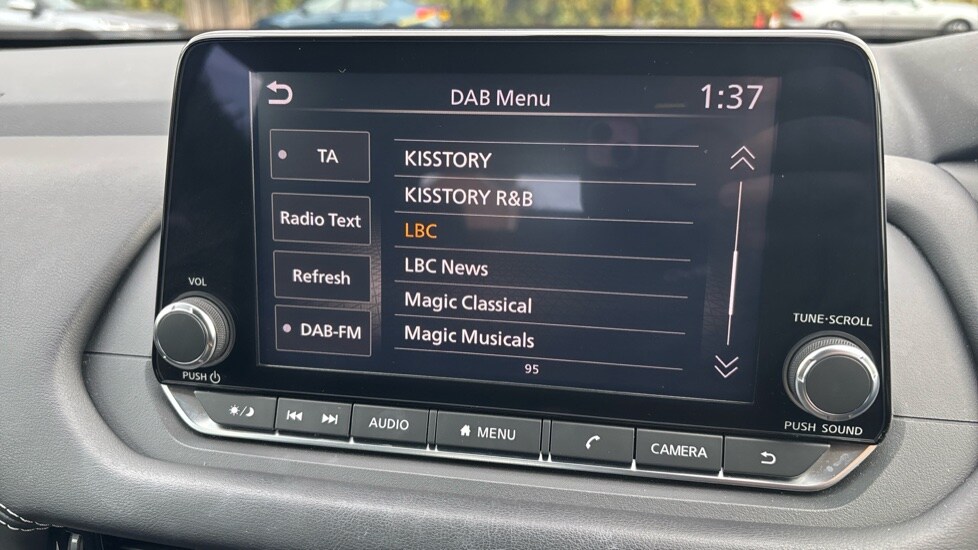 DAB Menu 1:37
TA
Radio Text
Refresh
DAB-FM
KISSTORY
KISSTORY R&B
LBC
LBC News
Magic Classical
Magic Musicals
95
VOL
PUSH
TUNE·SCROLL
PUSH SOUND
AUDIO
MENU
CAMERA